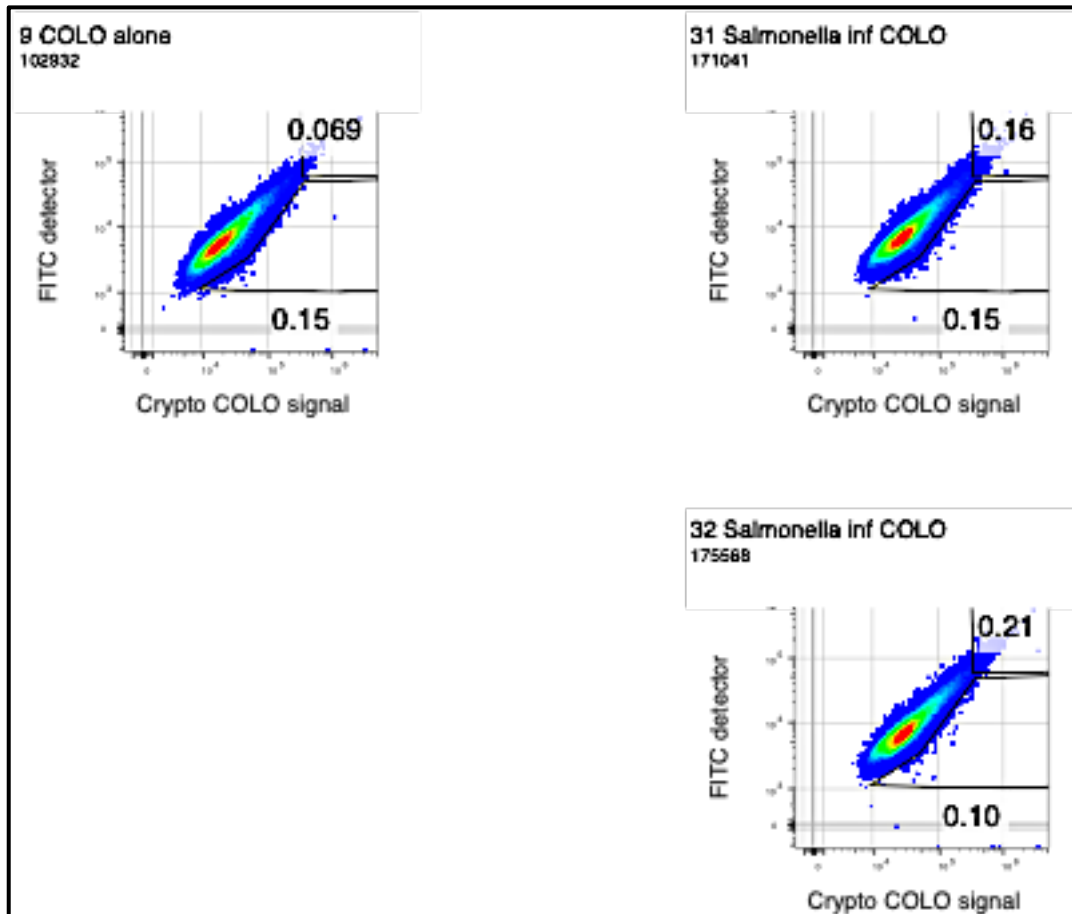 9 COLO alone
102932
0.069
FITC detector
0.15
Crypto COLO signal
31 Salmonella inf COLO
171041
0.16
FITC detector
0.15
Crypto COLO signal
32 Salmonella inf COLO
175568
0.21
FITC detector
0.10
Crypto COLO signal